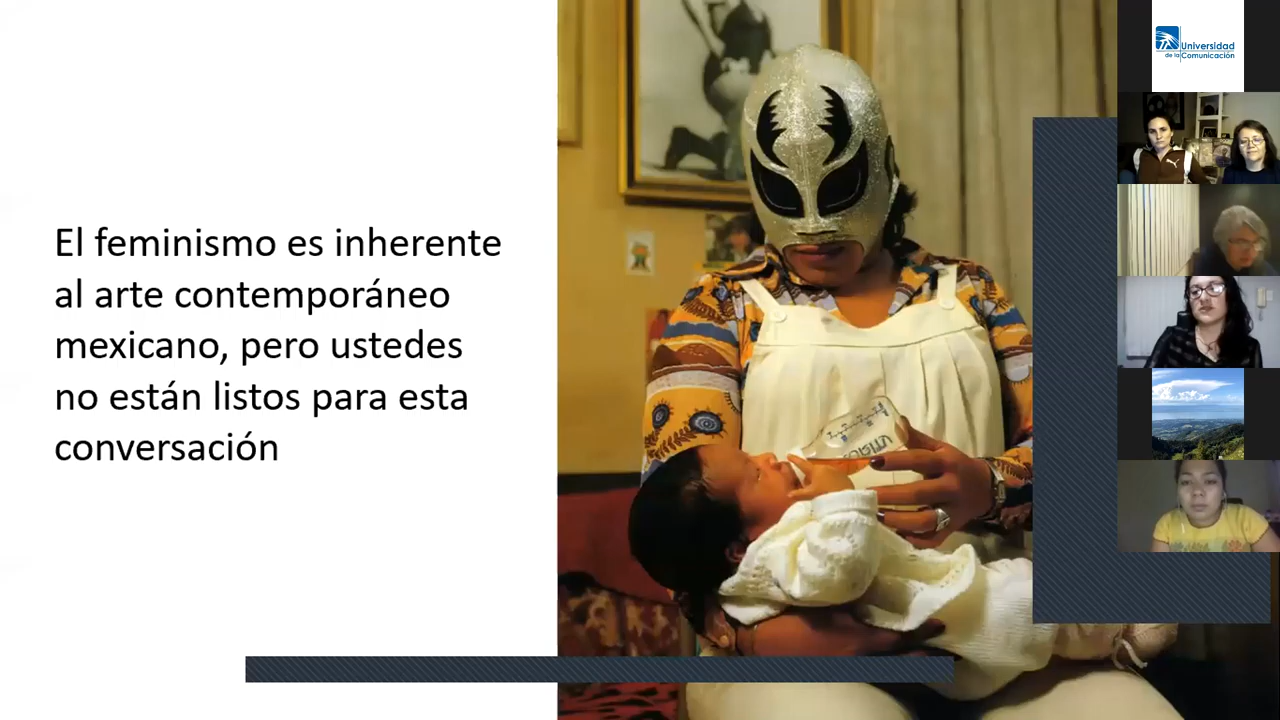 El feminismo es inherente
al arte contemporáneo
mexicano, pero ustedes
no están listos para esta
conversación
Universidad
de la Comunicación